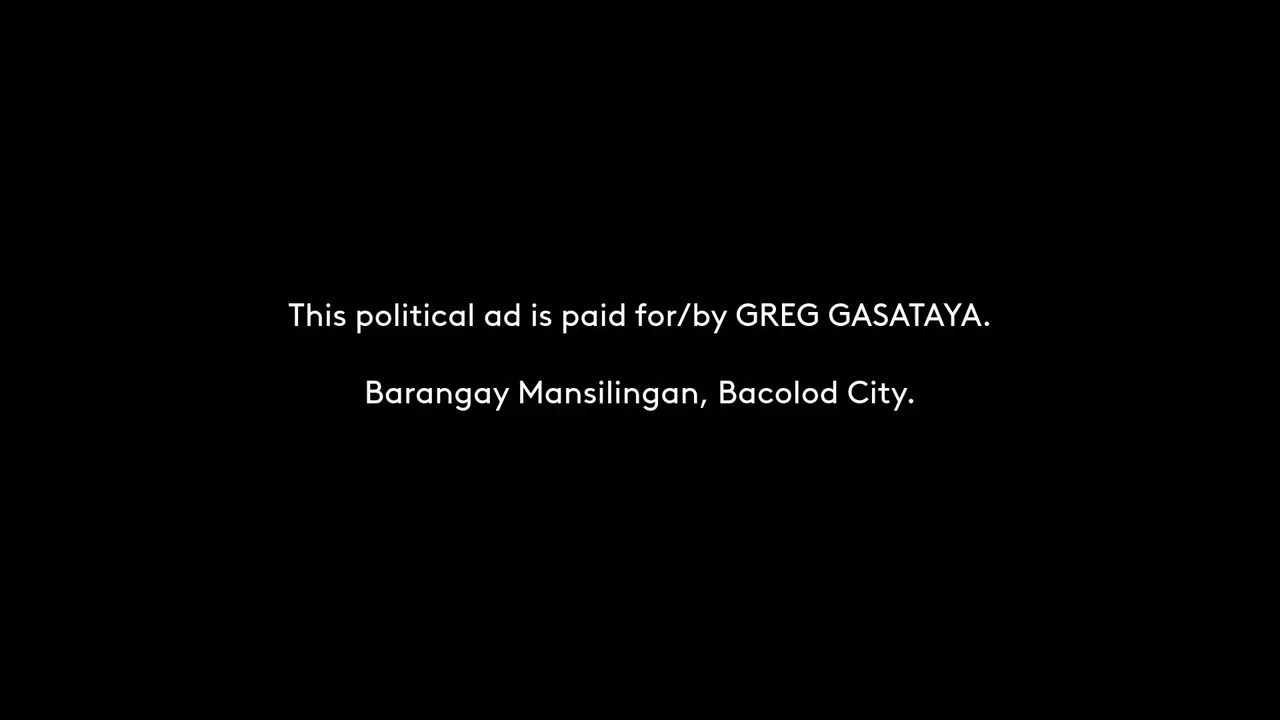 This political ad is paid for/by GREG GASATAYA.
Barangay Mansilingan, Bacolod City.